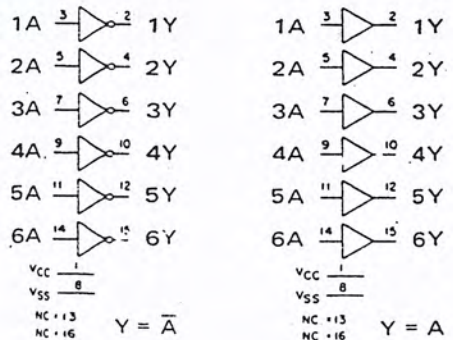 1A 3 2 1Y
2A 5 4 2Y
3A 7 6 3Y
4A 9 10 4Y
5A 11 12 5Y
6A 14 15 6Y
VCC 1
VSS 8
NC = 13
NC = 16
Y = A̅
1A 3 2 1Y
2A 5 4 2Y
3A 7 6 3Y
4A 9 10 4Y
5A 11 12 5Y
6A 14 15 6Y
VCC 1
VSS 8
NC = 13
NC = 16
Y = A